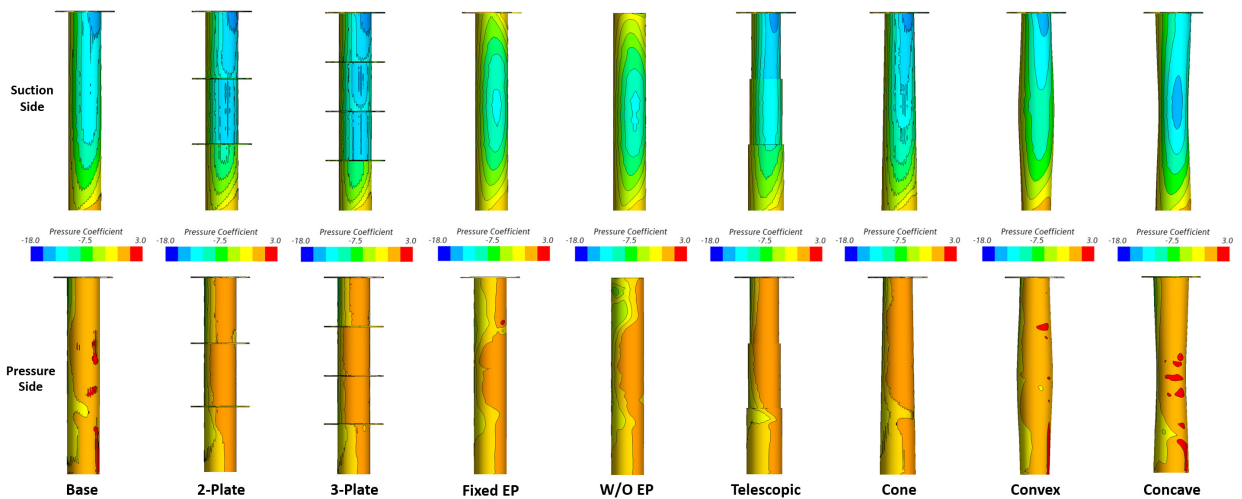 Suction
Side
Pressure Coefficient Pressure Coefficient Pressure Coefficient Pressure Coefficient Pressure Coefficient Pressure Coefficient Pressure Coefficient Pressure Coefficient Pressure Coefficient
-18.0 -7.5 3.0 -18.0 -7.5 3.0 -18.0 -7.5 3.0 -18.0 -7.5 3.0 -18.0 -7.5 3.0 -18.0 -7.5 3.0 -18.0 -7.5 3.0 -18.0 -7.5 3.0 -18.0 -7.5 3.0
Pressure
Side
Base 2-Plate 3-Plate Fixed EP W/O EP Telescopic Cone Convex Concave